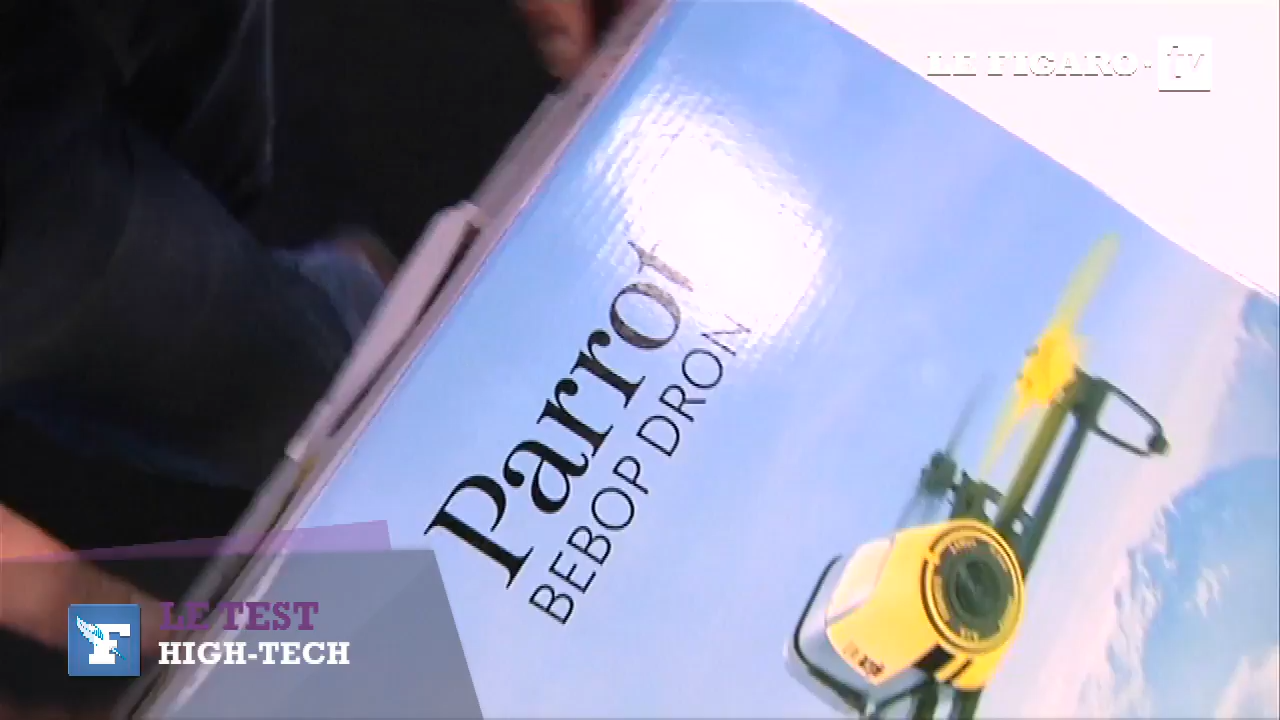 LE FIGARO· tv
Parrot
BEBOP DRON
LE TEST
F HIGH-TECH